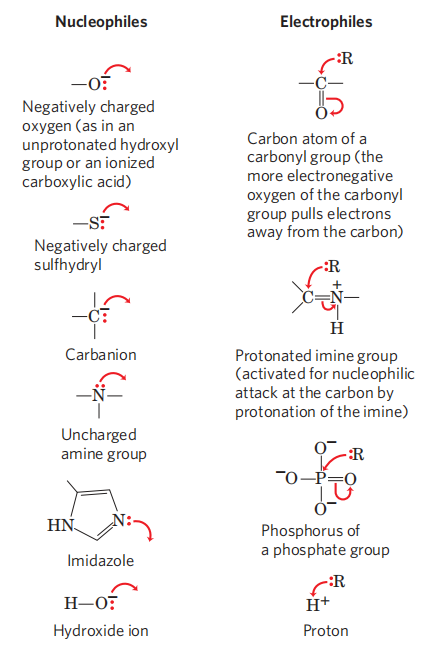 Nucleophiles
—O:⁻
Negatively charged
oxygen (as in an
unprotonated hydroxyl
group or an ionized
carboxylic acid)
—S:⁻
Negatively charged
sulfhydryl
—C:⁻
Carbanion
—N̈—
Uncharged
amine group
HN N:
Imidazole
H—O:⁻
Hydroxide ion
Electrophiles
:R
—C—
O
Carbon atom of a
carbonyl group (the
more electronegative
oxygen of the carbonyl
group pulls electrons
away from the carbon)
:R
+
C=N—
H
Protonated imine group
(activated for nucleophilic
attack at the carbon by
protonation of the imine)
O⁻ :R
⁻O—P=O
O⁻
Phosphorus of
a phosphate group
:R
H⁺
Proton